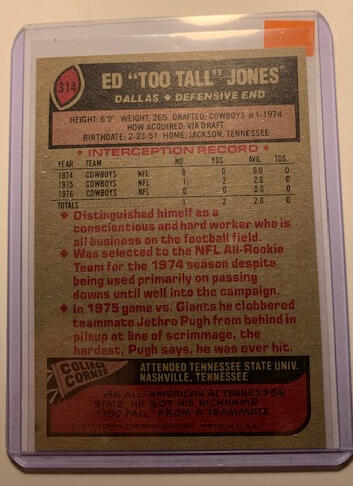 314
ED "TOO TALL" JONES
DALLAS • DEFENSIVE END
HEIGHT: 6'9" WEIGHT: 265 DRAFTED: COWBOYS #1-1974
HOW ACQUIRED: VIA DRAFT
BIRTHDATE: 2-23-51 HOME: JACKSON, TENNESSEE
• INTERCEPTION RECORD •
YEAR TEAM NO. YDS. AVG. TDS.
1974 COWBOYS NFL 0 0 0.0 0
1975 COWBOYS NFL 1 2 2.0 0
1976 COWBOYS NFL 0 0 0.0 0
TOTALS 1 2 2.0 0
♦ Distinguished himself as a
conscientious and hard worker who is
all business on the football field.
♦ Was selected to the NFL All-Rookie
Team for the 1974 season despite
being used primarily on passing
downs until well into the campaign.
♦ in 1975 game vs. Giants he clobbered
teammate Jethro Pugh from behind in
pileup at line of scrimmage, the
hardest, Pugh says, he was ever hit.
COLLEGE
CORNER
ATTENDED TENNESSEE STATE UNIV.
NASHVILLE, TENNESSEE
AN ALL AMERICAN AT TENNESSEE
STATE, HE GOT HIS NICKNAME
"TOO TALL" FROM A TEAMMATE
©1977 TOPPS CHEWING GUM, INC. PRTD. IN U.S.A.